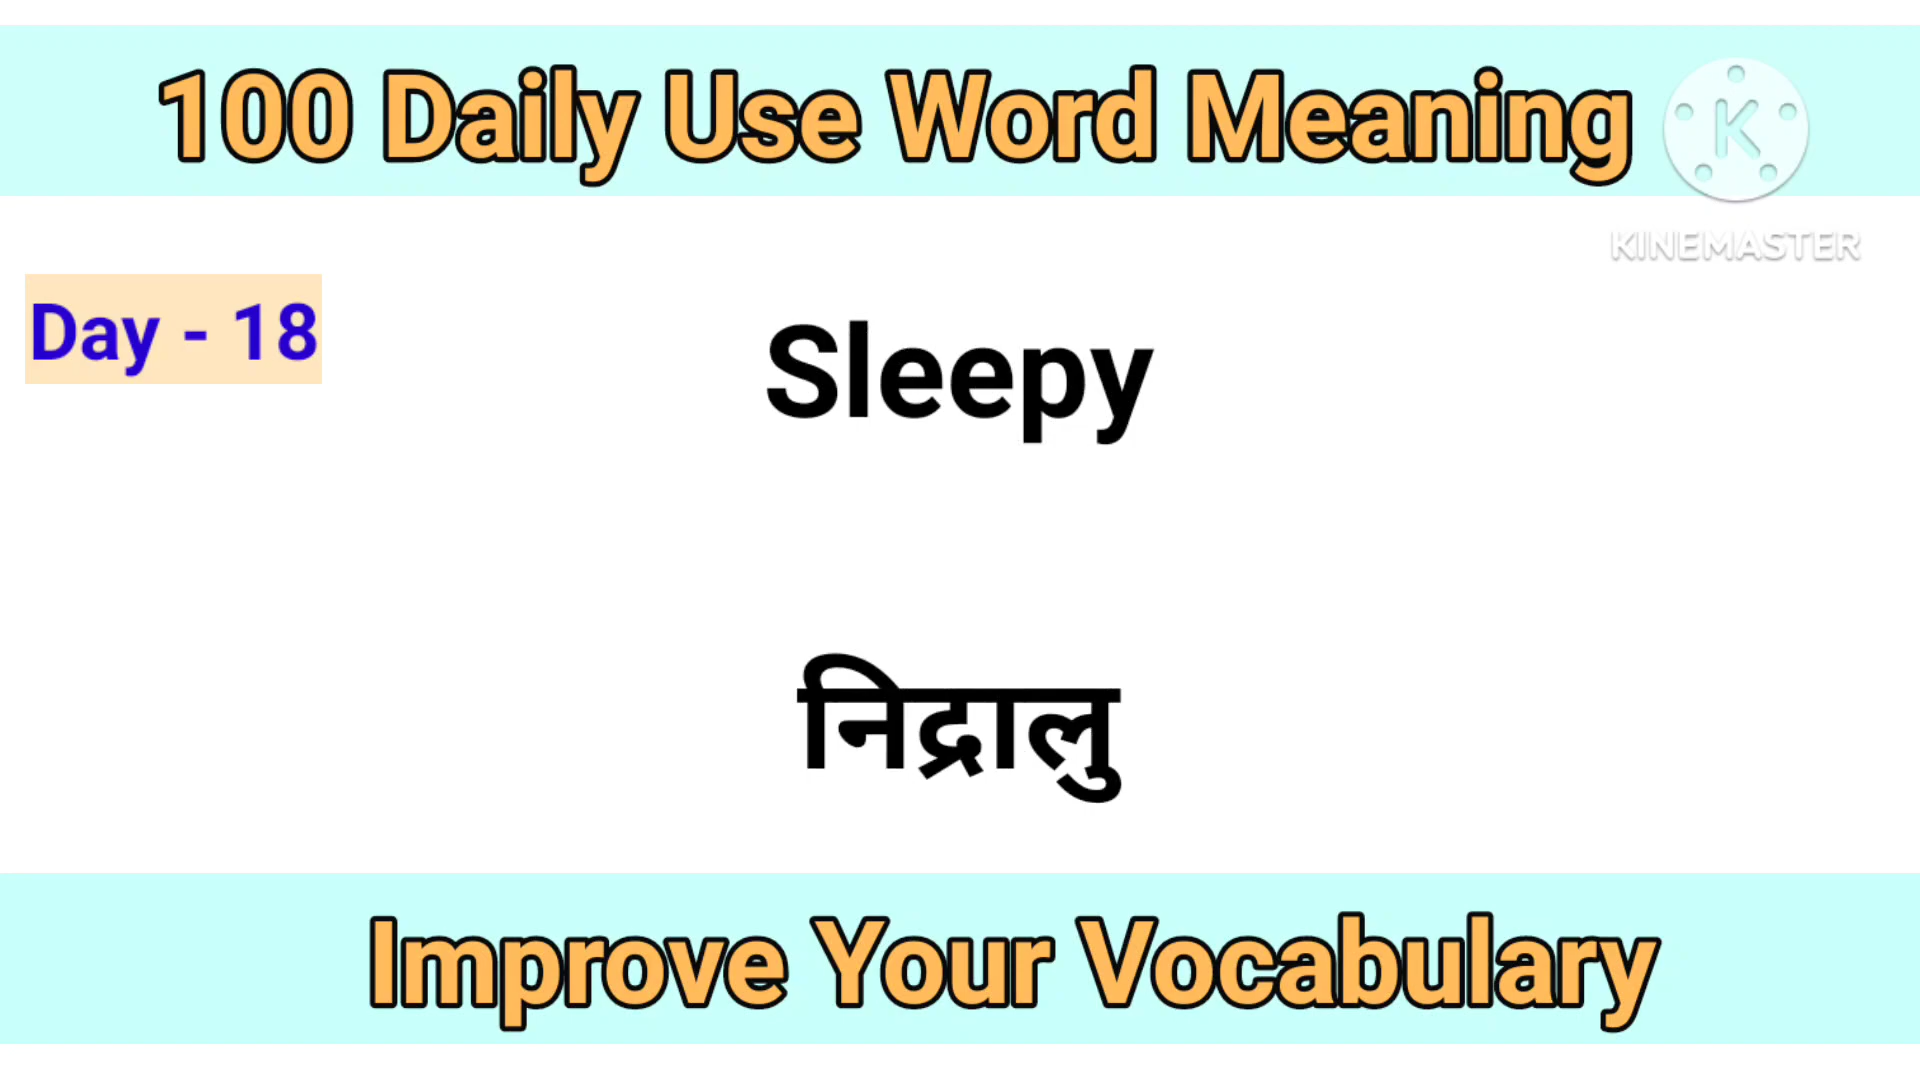 100 Daily Use Word Meaning
K
KINEMASTER
Day - 18
Sleepy
निद्रालु
Improve Your Vocabulary